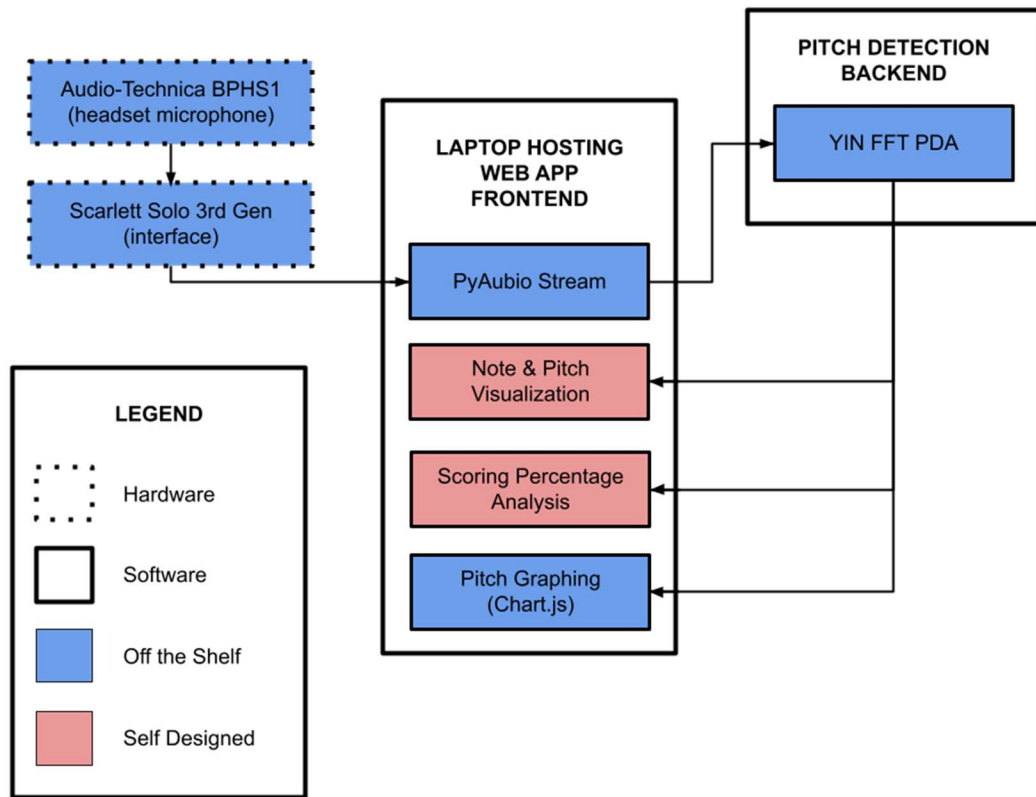 Audio-Technica BPHS1
(headset microphone)
Scarlett Solo 3rd Gen
(interface)
LAPTOP HOSTING
WEB APP
FRONTEND
PyAubio Stream
Note & Pitch
Visualization
Scoring Percentage
Analysis
Pitch Graphing
(Chart.js)
PITCH DETECTION
BACKEND
YIN FFT PDA
LEGEND
Hardware
Software
Off the Shelf
Self Designed